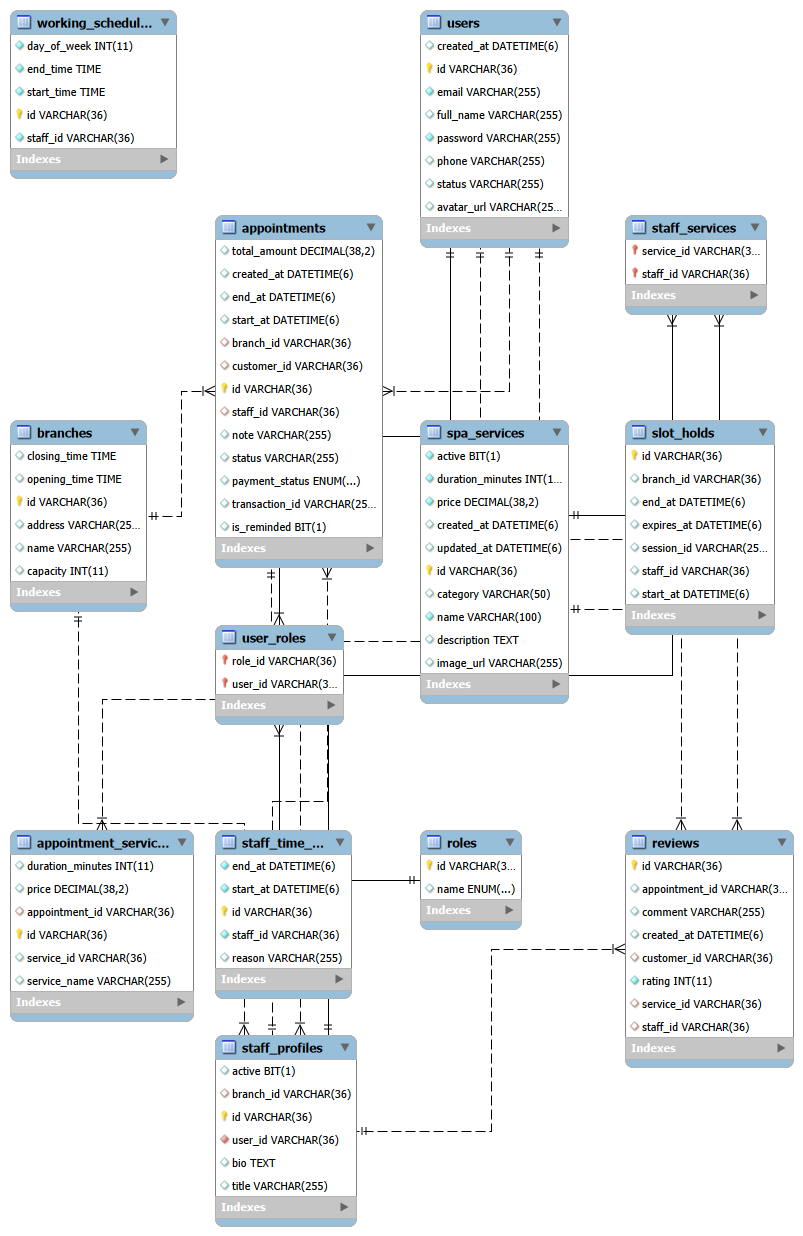 working_schedul...
day_of_week INT(11)
end_time TIME
start_time TIME
id VARCHAR(36)
staff_id VARCHAR(36)
Indexes
users
created_at DATETIME(6)
id VARCHAR(36)
email VARCHAR(255)
full_name VARCHAR(255)
password VARCHAR(255)
phone VARCHAR(255)
status VARCHAR(255)
avatar_url VARCHAR(25...
Indexes
appointments
total_amount DECIMAL(38,2)
created_at DATETIME(6)
end_at DATETIME(6)
start_at DATETIME(6)
branch_id VARCHAR(36)
customer_id VARCHAR(36)
id VARCHAR(36)
staff_id VARCHAR(36)
note VARCHAR(255)
status VARCHAR(255)
payment_status ENUM(...)
transaction_id VARCHAR(25...
is_reminded BIT(1)
Indexes
staff_services
service_id VARCHAR(3...
staff_id VARCHAR(36)
Indexes
branches
closing_time TIME
opening_time TIME
id VARCHAR(36)
address VARCHAR(25...
name VARCHAR(255)
capacity INT(11)
Indexes
spa_services
active BIT(1)
duration_minutes INT(1...
price DECIMAL(38,2)
created_at DATETIME(6)
updated_at DATETIME(6)
id VARCHAR(36)
category VARCHAR(50)
name VARCHAR(100)
description TEXT
image_url VARCHAR(255)
Indexes
slot_holds
id VARCHAR(36)
branch_id VARCHAR(36)
end_at DATETIME(6)
expires_at DATETIME(6)
session_id VARCHAR(25...
staff_id VARCHAR(36)
start_at DATETIME(6)
Indexes
user_roles
role_id VARCHAR(36)
user_id VARCHAR(3...
Indexes
appointment_servic...
duration_minutes INT(11)
price DECIMAL(38,2)
appointment_id VARCHAR(36)
id VARCHAR(36)
service_id VARCHAR(36)
service_name VARCHAR(255)
Indexes
staff_time_...
end_at DATETIME(6)
start_at DATETIME(6)
id VARCHAR(36)
staff_id VARCHAR(36)
reason VARCHAR(255)
Indexes
roles
id VARCHAR(3...
name ENUM(...)
Indexes
reviews
id VARCHAR(36)
appointment_id VARCHAR(3...
comment VARCHAR(255)
created_at DATETIME(6)
customer_id VARCHAR(36)
rating INT(11)
service_id VARCHAR(36)
staff_id VARCHAR(36)
Indexes
staff_profiles
active BIT(1)
branch_id VARCHAR(36)
id VARCHAR(36)
user_id VARCHAR(36)
bio TEXT
title VARCHAR(255)
Indexes